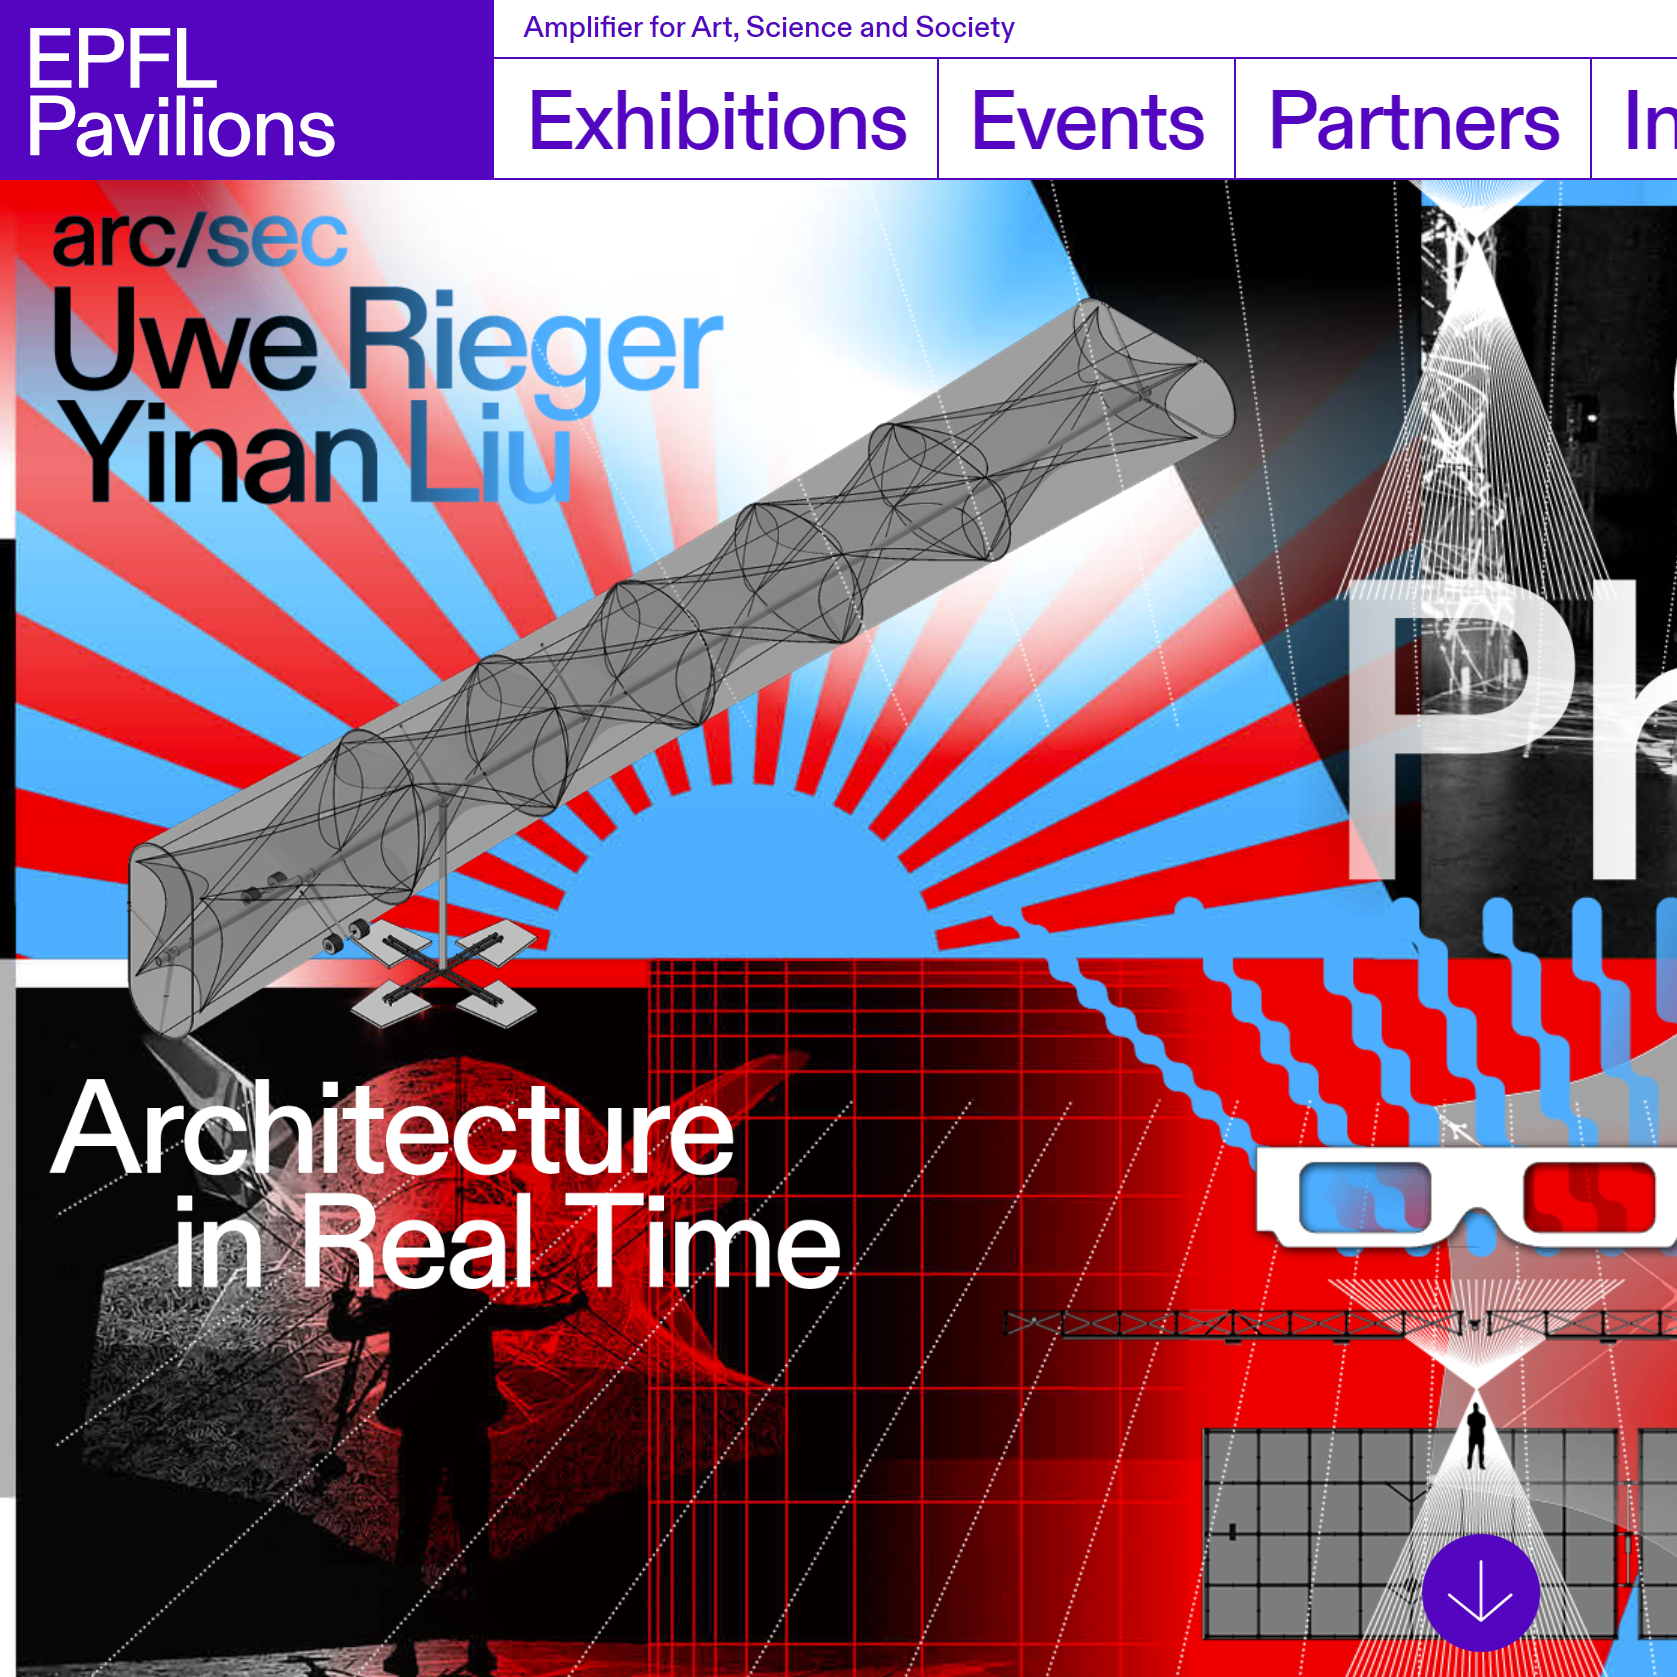 EPFL
Pavilions
Amplifier for Art, Science and Society
Exhibitions
Events
Partners
arc/sec
Uwe Rieger
Yinan Liu
Architecture
in Real Time